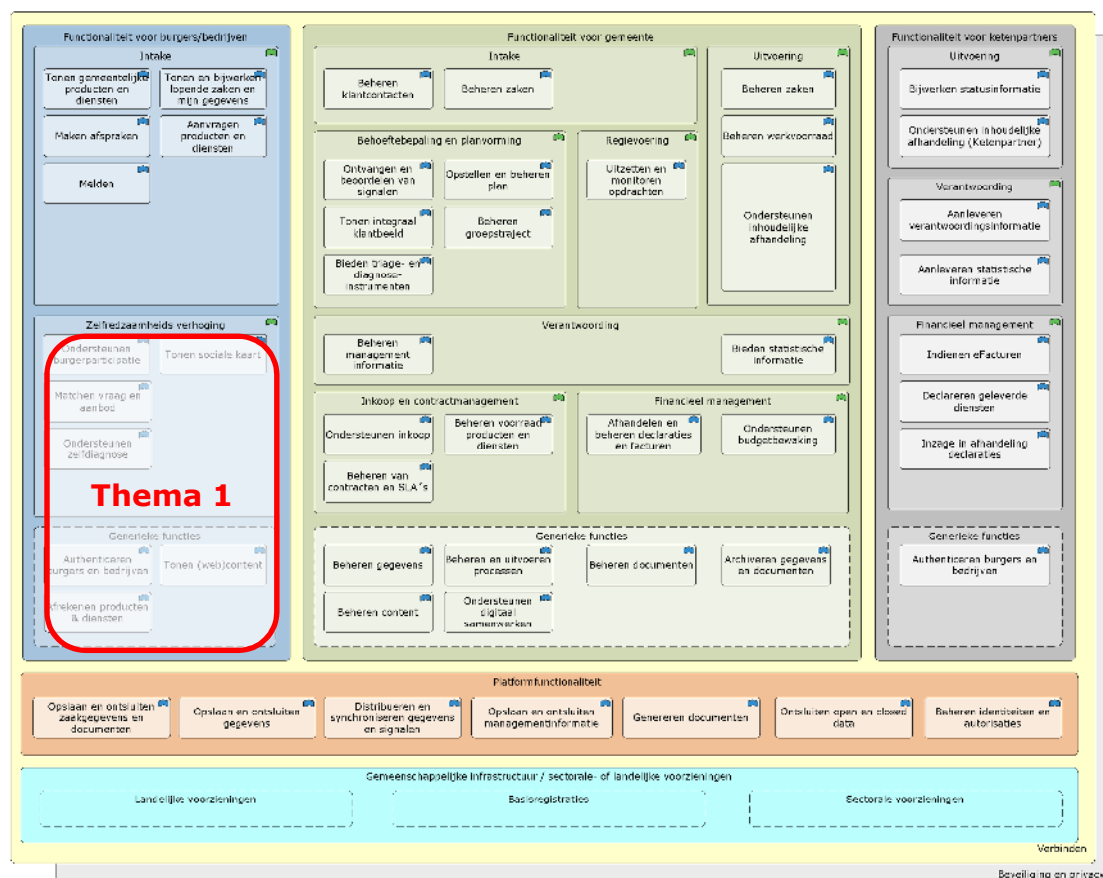 Functionaliteit voor burgers/bedrijven
Intake
Tonen gemeentelijke
producten en
diensten
Tonen en bijwerken
lopende zaken en
mijn gegevens
Maken afspraken
Aanvragen
producten en
diensten
Melden
Zelfredzaamheids verhoging
Ondersteunen
burgerparticipatie
Tonen sociale kaart
Matchen vraag en
aanbod
Ondersteunen
zelfdiagnose
Thema 1
Generieke functies
Authenticeren
burgers en bedrijven
Tonen (web)content
Afrekenen producten
& diensten
Functionaliteit voor gemeente
Intake
Beheren
klantcontacten
Beheren zaken
Uitvoering
Beheren zaken
Beheren werkvoorraad
Ondersteunen
inhoudelijke
afhandeling
Behoeftebepaling en planvorming
Ontvangen en
beoordelen van
signalen
Opstellen en beheren
plan
Tonen integraal
klantbeeld
Beheren
groepstraject
Bieden triage- en
diagnose-
instrumenten
Regievoering
Uitzetten en
monitoren
opdrachten
Verantwoording
Beheren
management
informatie
Bieden statistische
informatie
Inkoop en contractmanagement
Ondersteunen inkoop
Beheren voorraad
producten en
diensten
Beheren van
contracten en SLA's
Financieel management
Afhandelen en
beheren declaraties
en facturen
Ondersteunen
budgetbewaking
Generieke functies
Beheren gegevens
Beheren en uitvoeren
processen
Beheren documenten
Archiveren gegevens
en documenten
Beheren content
Ondersteunen
digitaal
samenwerken
Functionaliteit voor ketenpartners
Uitvoering
Bijwerken statusinformatie
Ondersteunen inhoudelijke
afhandeling (Ketenpartner)
Verantwoording
Aanleveren
verantwoordingsinformatie
Aanleveren statistische
informatie
Financieel management
Indienen eFacturen
Declareren geleverde
diensten
Inzage in afhandeling
declaraties
Generieke functies
Authenticeren burgers en
bedrijven
Platformfunctionaliteit
Opslaan en ontsluiten
zaakgegevens en
documenten
Opslaan en ontsluiten
gegevens
Distribueren en
synchroniseren gegevens
en signalen
Opslaan en ontsluiten
managementinformatie
Genereren documenten
Ontsluiten open en closed
data
Beheren identiteiten en
autorisaties
Gemeenschappelijke infrastructuur / sectorale- of landelijke voorzieningen
Landelijke voorzieningen
Basisregistraties
Sectorale voorzieningen
Verbinden
Beveiliging en privacy